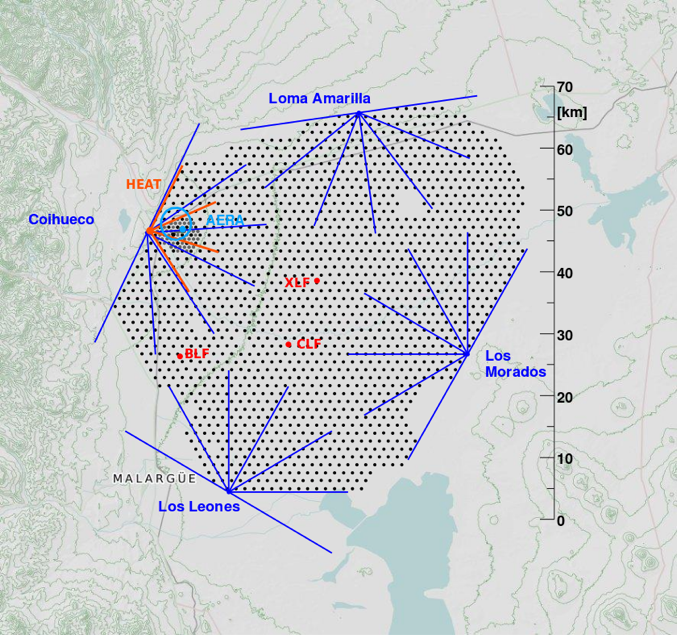 70
Loma Amarilla
[km]
60
HEAT
50
Coihueco
AERA
40
XLF
30
CLF
BLF
Los
Morados
20
10
MALARGÜE
Los Leones
0